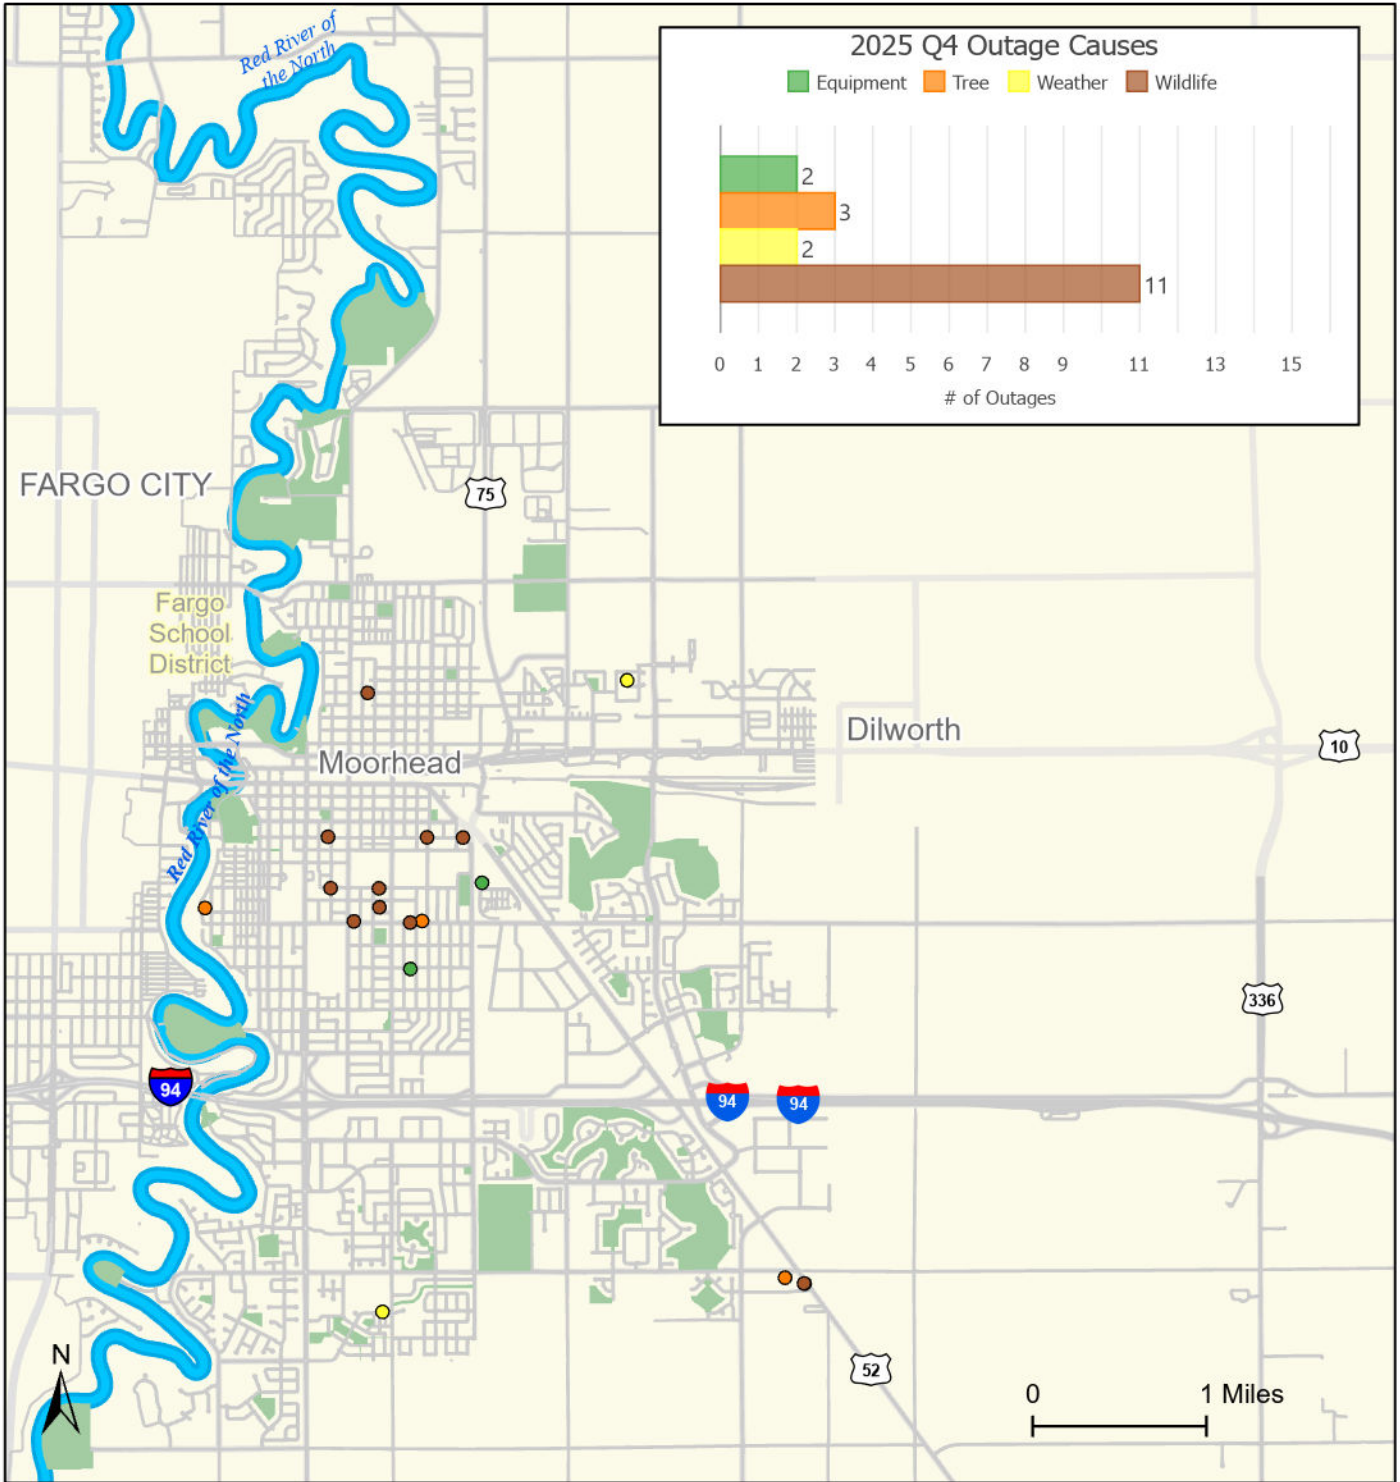 Red River of
the North
2025 Q4 Outage Causes
Equipment Tree Weather Wildlife
2
3
2
11
0 1 2 3 4 5 6 7 8 9 11 13 15
# of Outages
FARGO CITY
75
Fargo
School
District
Red River of the North
Moorhead
Dilworth
10
336
94
94
94
52
N
0 1 Miles